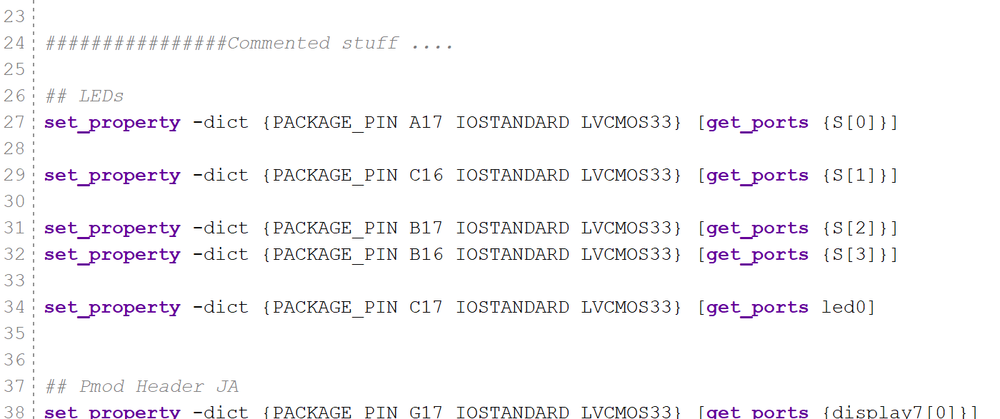 23
24 ################Commented stuff ....
25
26 ## LEDs
27 set_property -dict {PACKAGE_PIN A17 IOSTANDARD LVCMOS33} [get_ports {S[0]}]
28
29 set_property -dict {PACKAGE_PIN C16 IOSTANDARD LVCMOS33} [get_ports {S[1]}]
30
31 set_property -dict {PACKAGE_PIN B17 IOSTANDARD LVCMOS33} [get_ports {S[2]}]
32 set_property -dict {PACKAGE_PIN B16 IOSTANDARD LVCMOS33} [get_ports {S[3]}]
33
34 set_property -dict {PACKAGE_PIN C17 IOSTANDARD LVCMOS33} [get_ports led0]
35
36
37 ## Pmod Header JA
38 set_property -dict {PACKAGE_PIN G17 IOSTANDARD LVCMOS33} [get_ports {display7[0]}]